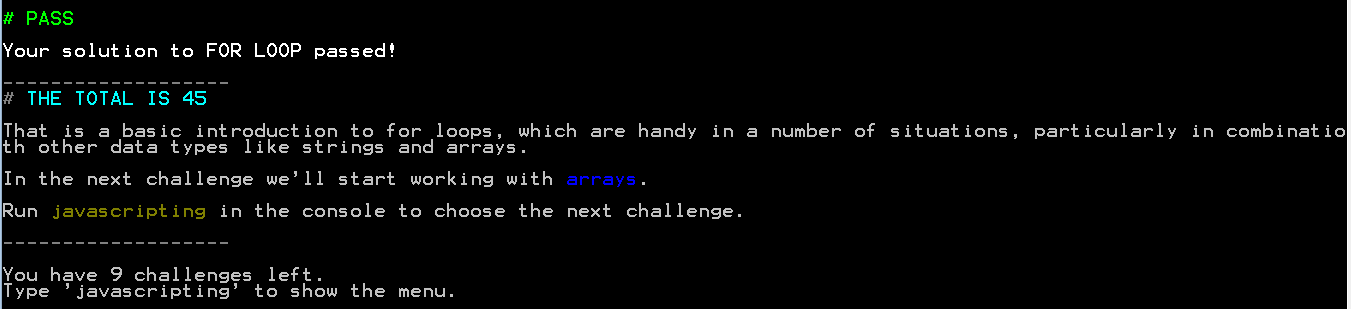 # PASS
Your solution to FOR LOOP passed!
-------------------
# THE TOTAL IS 45
That is a basic introduction to for loops, which are handy in a number of situations, particularly in combinatio
th other data types like strings and arrays.
In the next challenge we'll start working with arrays.
Run javascripting in the console to choose the next challenge.
-------------------
You have 9 challenges left.
Type 'javascripting' to show the menu.